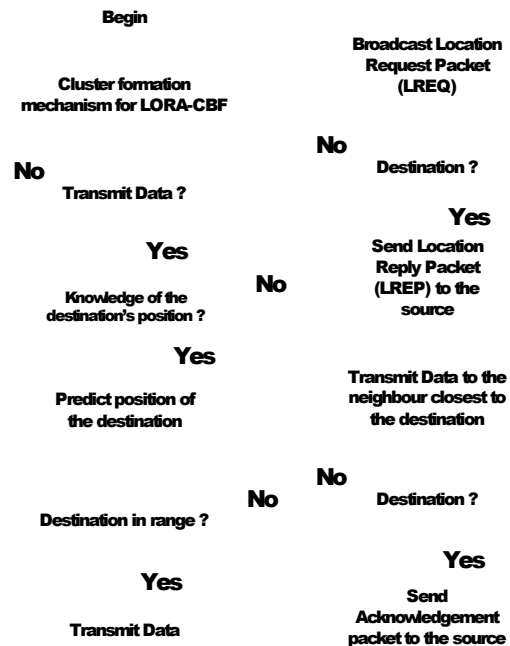 Begin
Cluster formation
mechanism for LORA-CBF
No
Transmit Data ?
Yes
Knowledge of the
destination's position ?
No
Yes
Predict position of
the destination
No
Destination in range ?
Yes
Transmit Data
Broadcast Location
Request Packet
(LREQ)
No
Destination ?
Yes
Send Location
Reply Packet
(LREP) to the
source
Transmit Data to the
neighbour closest to
the destination
No
Destination ?
Yes
Send
Acknowledgement
packet to the source